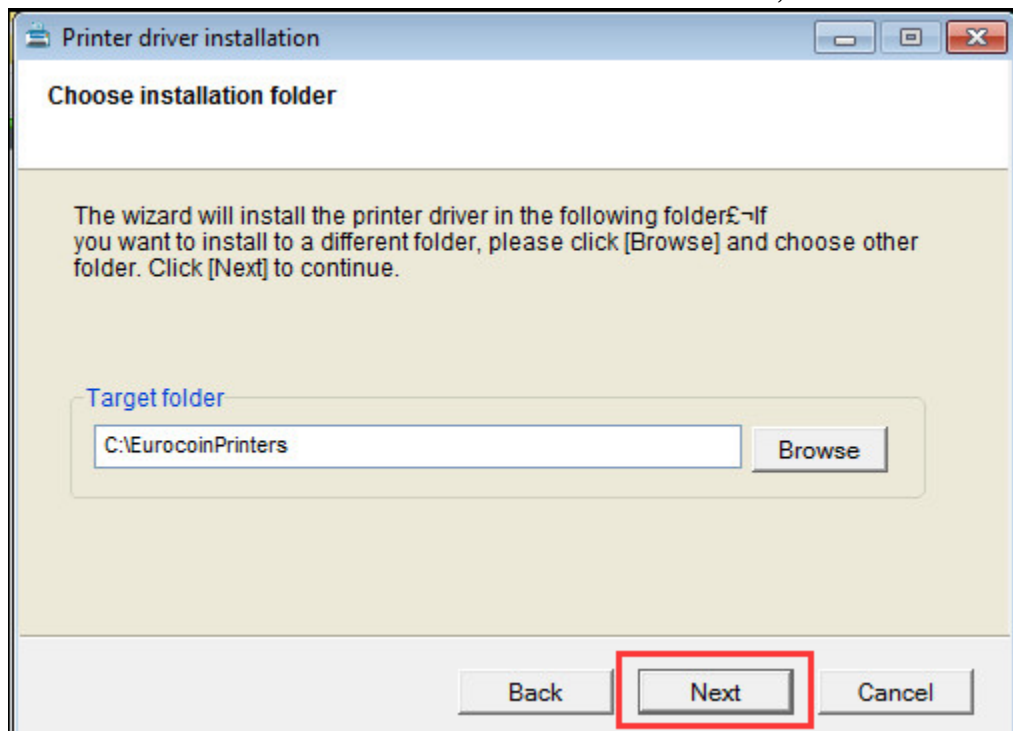 Printer driver installation
Choose installation folder
The wizard will install the printer driver in the following folder£¬If
you want to install to a different folder, please click [Browse] and choose other
folder. Click [Next] to continue.
Target folder
C:\EurocoinPrinters
Browse
Back
Next
Cancel